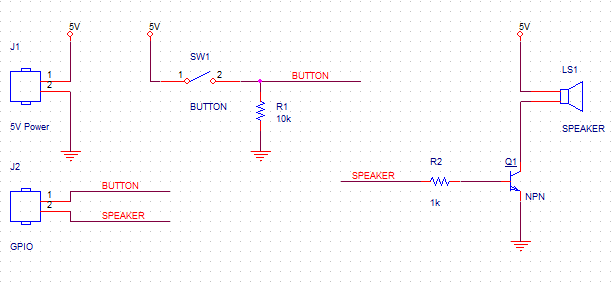 5V
5V
5V
J1
SW1
LS1
1
2
1
2
BUTTON
BUTTON
R1
10k
5V Power
SPEAKER
J2
R2
Q1
BUTTON
SPEAKER
1
2
SPEAKER
1k
NPN
GPIO